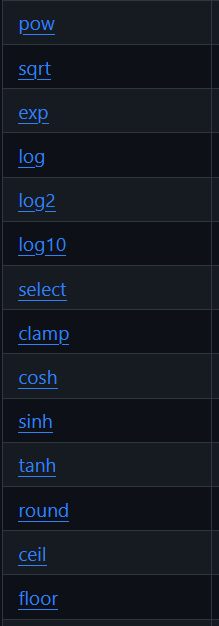 pow
sqrt
exp
log
log2
log10
select
clamp
cosh
sinh
tanh
round
ceil
floor